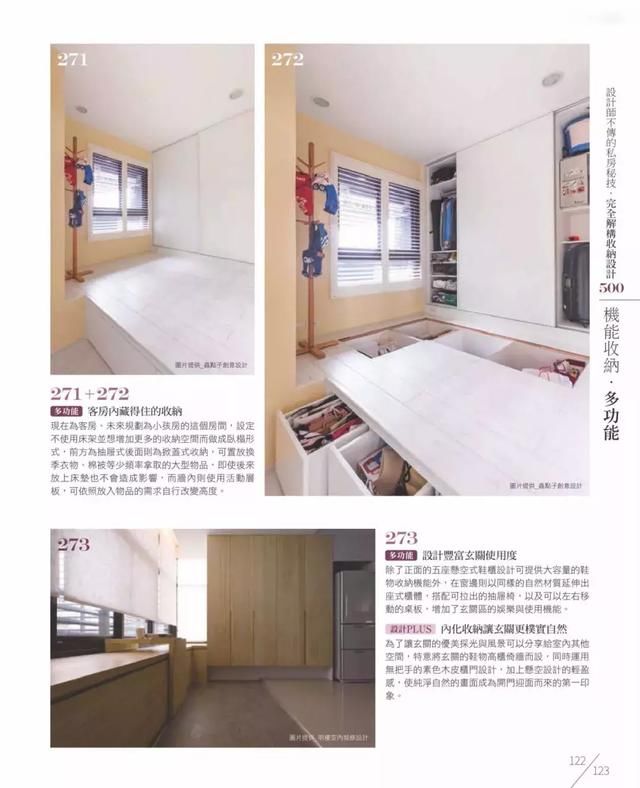 271
272
圖片提供_蟲點子創意設計
圖片提供_蟲點子創意設計
271+272
多功能 客房內藏得住的收納
現在為客房、未來規劃為小孩房的這個房間,設定
不使用床架並想增加更多的收納空間而做成臥榻形
式,前方為抽屜式後面則為掀蓋式收納,可置放換
季衣物、棉被等少頻率拿取的大型物品,即使後來
放上床墊也不會造成影響,而牆內則使用活動層
板,可依照放入物品的需求自行改變高度。
273
圖片提供_明樓室內裝修設計
273
多功能 設計豐富玄關使用度
除了正面的五座懸空式鞋櫃設計可提供大容量的鞋
物收納機能外,在窗邊則以同樣的自然材質延伸出
座式櫃體,搭配可拉出的抽屜椅,以及可以左右移
動的桌板,增加了玄關區的娛樂與使用機能。
設計PLUS 內化收納讓玄關更樸實自然
為了讓玄關的優美採光與風景可以分享給室內其他
空間,特意將玄關的鞋物高櫃倚牆而設,同時運用
無把手的素色木皮櫃門設計,加上懸空設計的輕盈
感,使純淨自然的畫面成為開門迎面而來的第一印
象。
設計師不傳的私房秘技.完全解構收納設計
500
機能收納.多功能
122
123